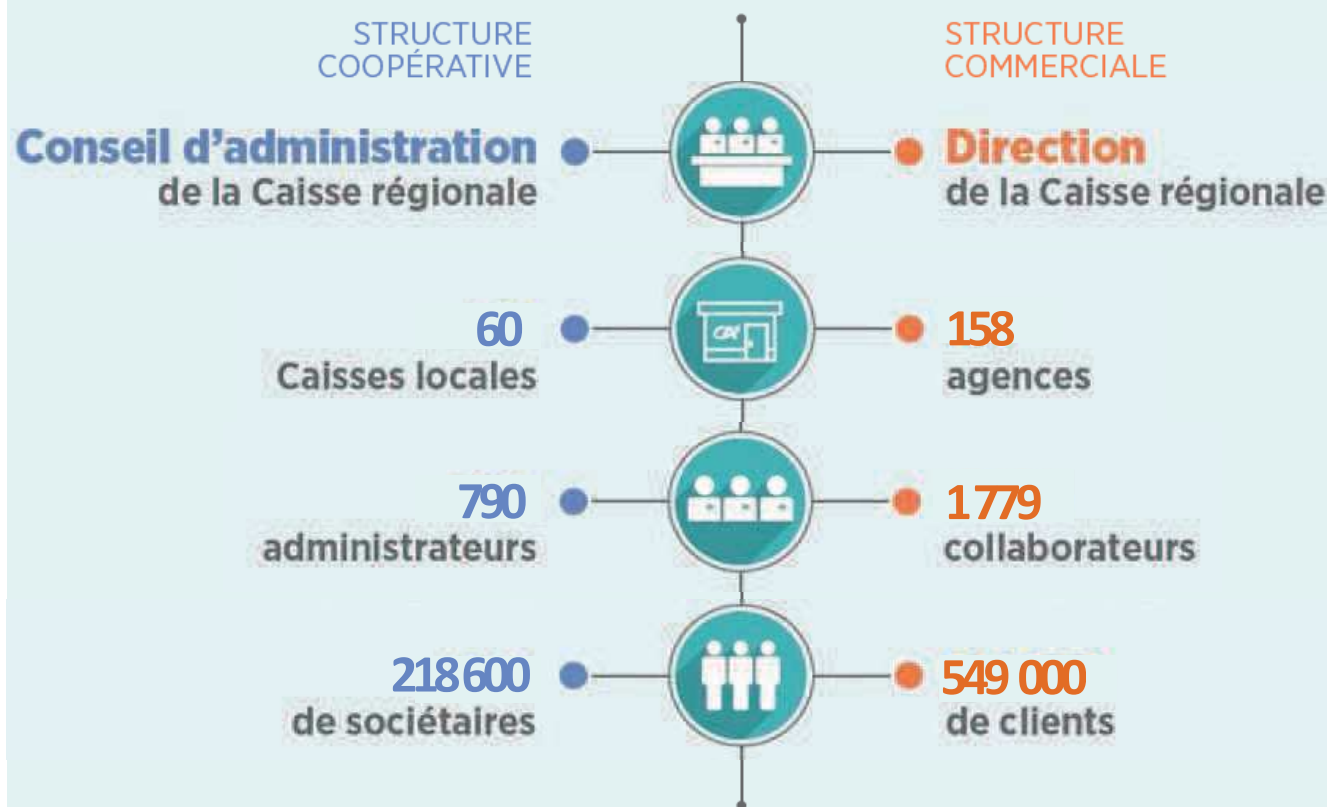 STRUCTURE
COOPÉRATIVE
STRUCTURE
COMMERCIALE
Conseil d'administration
de la Caisse régionale
Direction
de la Caisse régionale
60
Caisses locales
158
agences
790
administrateurs
1 779
collaborateurs
218 600
de sociétaires
549 000
de clients